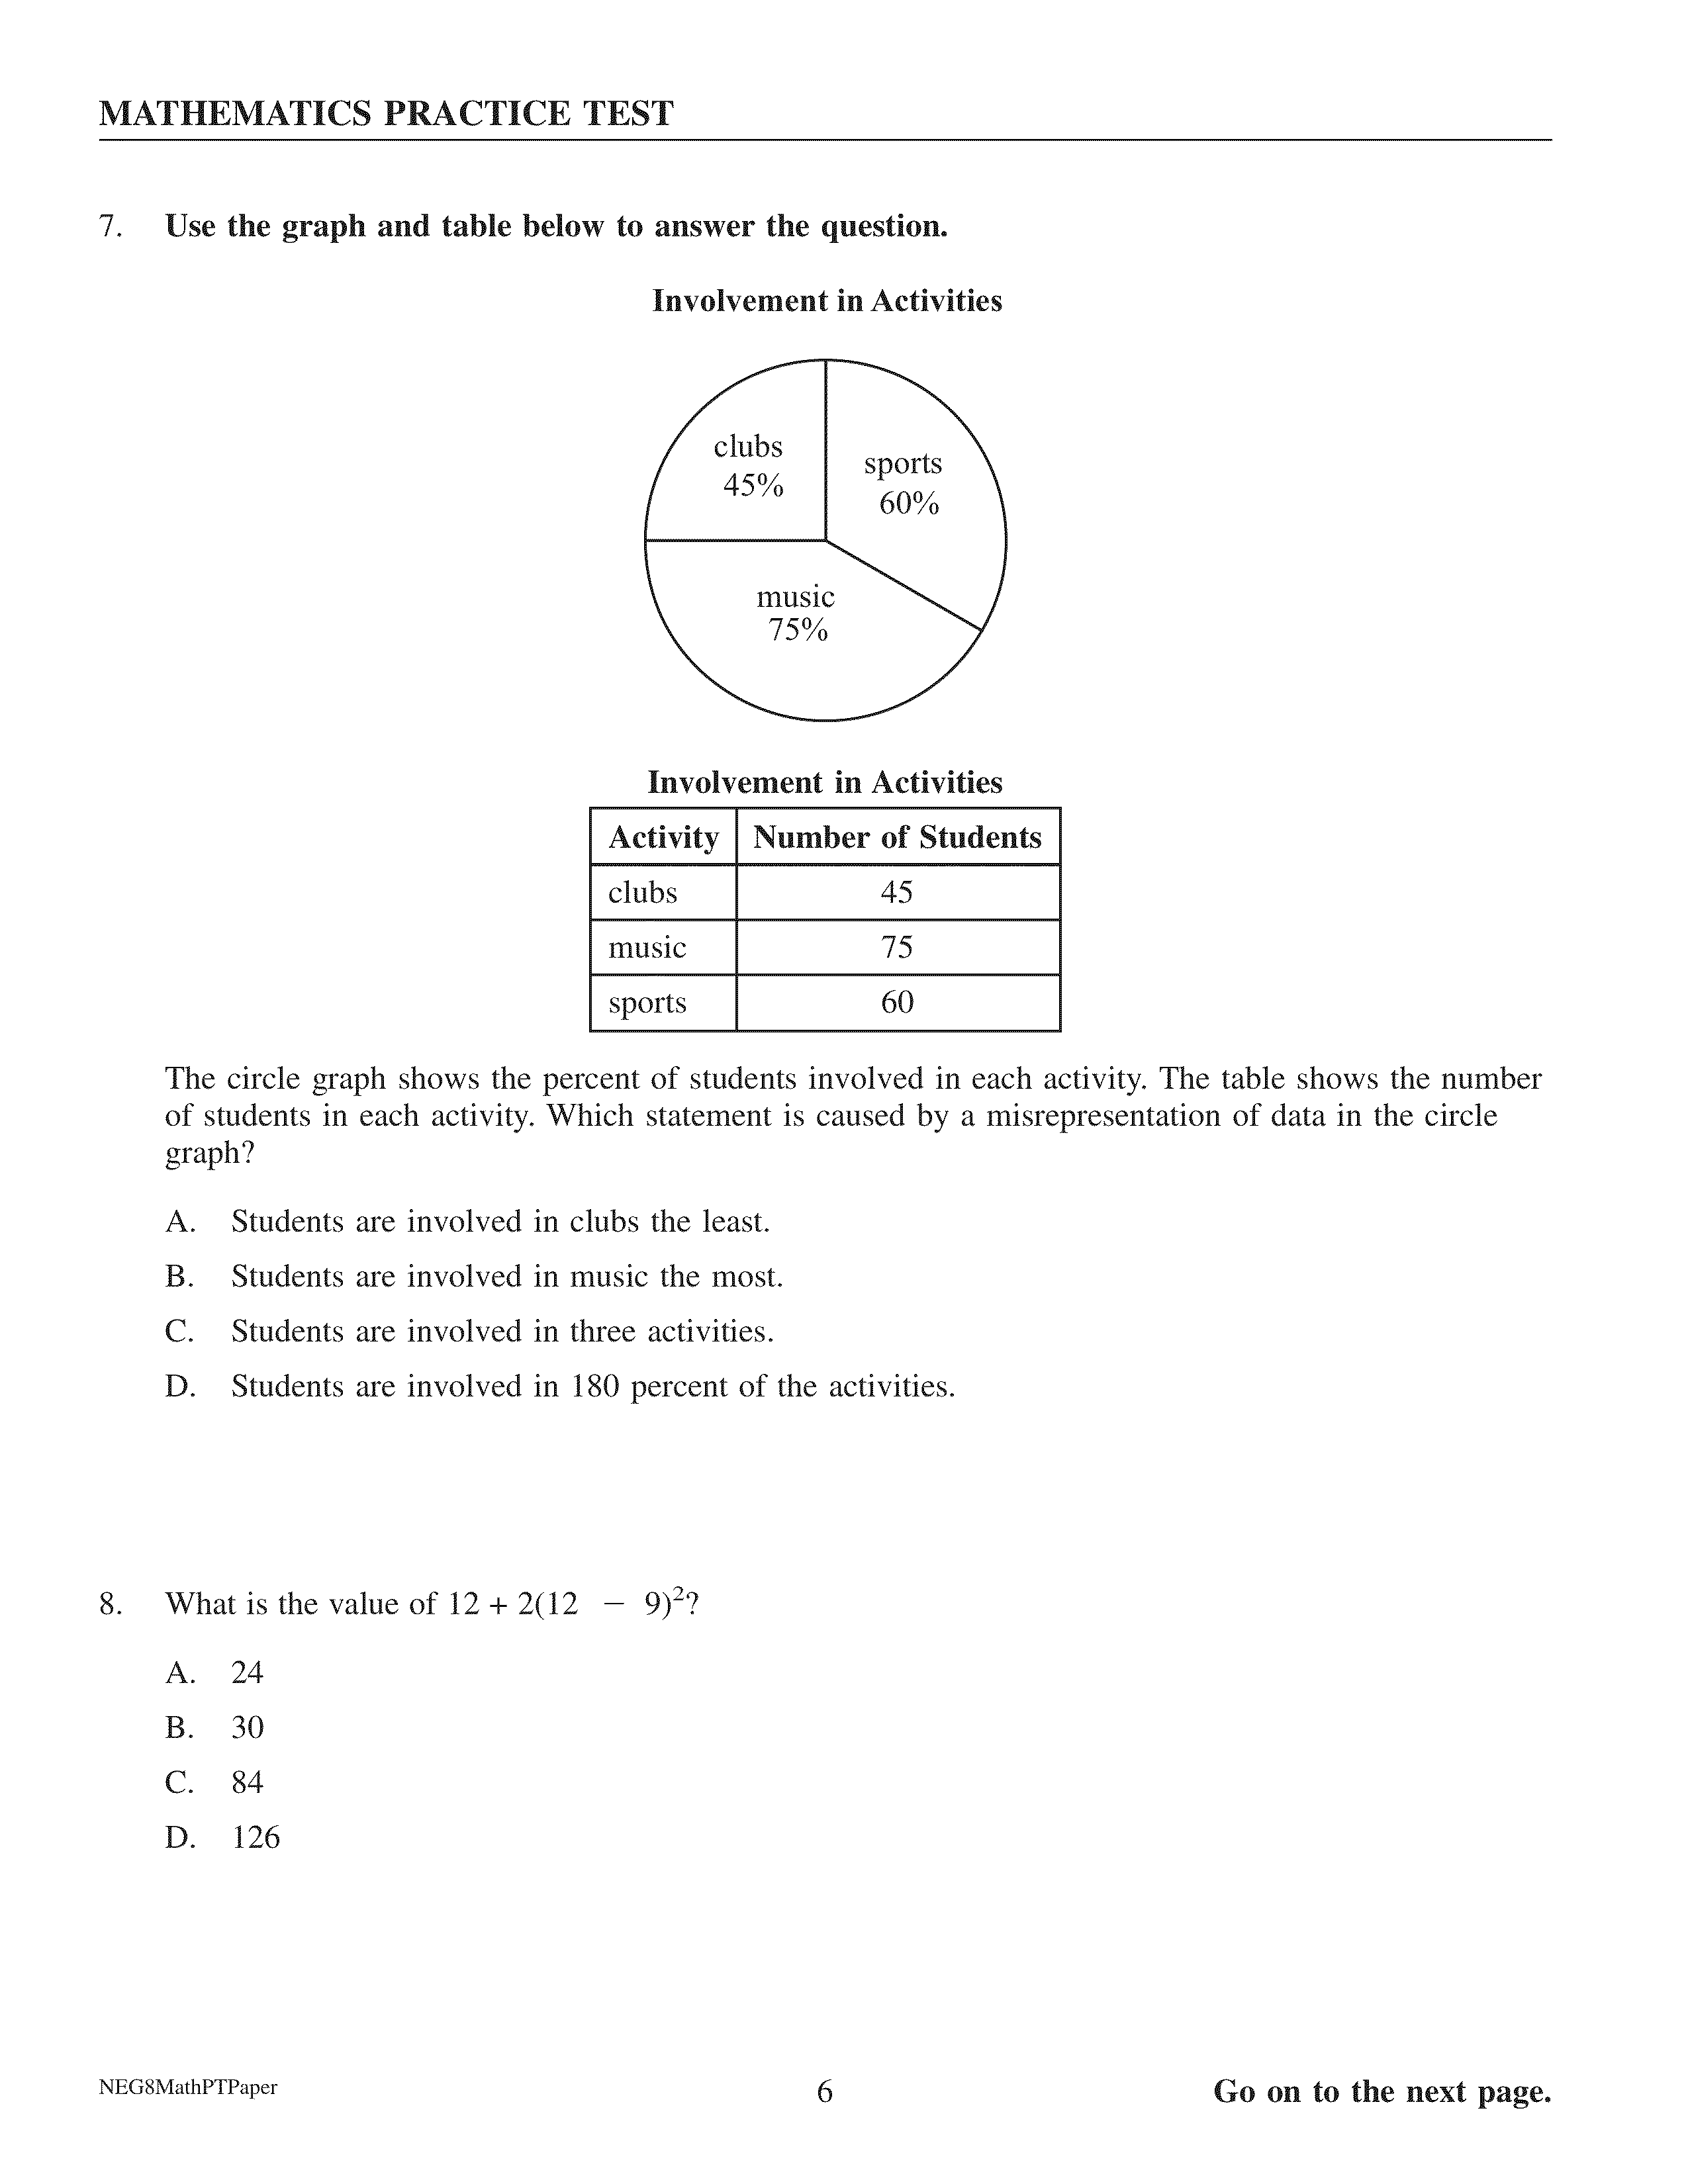 MATHEMATICS PRACTICE TEST
7. Use the graph and table below to answer the question.
Involvement in Activities
clubs
45%
sports
60%
music
75%
Involvement in Activities
Activity Number of Students
clubs 45
music 75
sports 60
The circle graph shows the percent of students involved in each activity. The table shows the number
of students in each activity. Which statement is caused by a misrepresentation of data in the circle
graph?
A. Students are involved in clubs the least.
B. Students are involved in music the most.
C. Students are involved in three activities.
D. Students are involved in 180 percent of the activities.
8. What is the value of 12 + 2(12 − 9)²?
A. 24
B. 30
C. 84
D. 126
NEG8MathPTPaper 6 Go on to the next page.